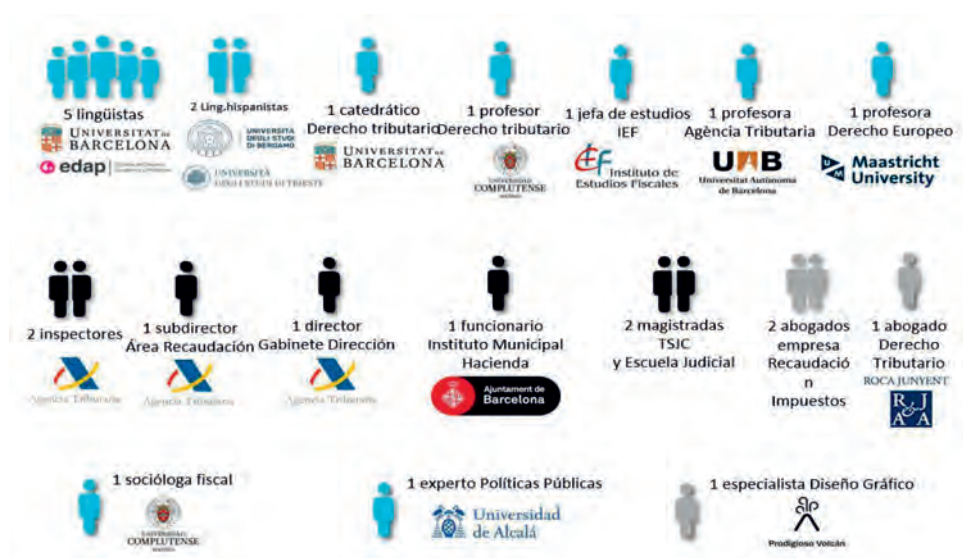 5 lingüistas
UNIVERSITAT DE
BARCELONA
edap
2 Ling.hispanistas
UNIVERSITÀ
DEGLI STUDI
DI BERGAMO
UNIVERSITÀ
DEGLI STUDI DI TRIESTE
1 catedrático
Derecho tributario
UNIVERSITAT DE
BARCELONA
1 profesor
Derecho tributario
UNIVERSIDAD
COMPLUTENSE
MADRID
1 jefa de estudios
IEF
Instituto de
Estudios Fiscales
1 profesora
Agència Tributaria
UAB
Universitat Autònoma
de Barcelona
1 profesora
Derecho Europeo
Maastricht
University
2 inspectores
Agencia Tributaria
1 subdirector
Área Recaudación
Agencia Tributaria
1 director
Gabinete Dirección
Agencia Tributaria
1 funcionario
Instituto Municipal
Hacienda
Ajuntament de
Barcelona
2 magistradas
TSJC
y Escuela Judicial
2 abogados
empresa
Recaudació
n
Impuestos
1 abogado
Derecho
Tributario
ROCA JUNYENT
R&J
A A
1 socióloga fiscal
UNIVERSIDAD
COMPLUTENSE
MADRID
1 experto Políticas Públicas
Universidad
de Alcalá
1 especialista Diseño Gráfico
Prodigioso Volcán